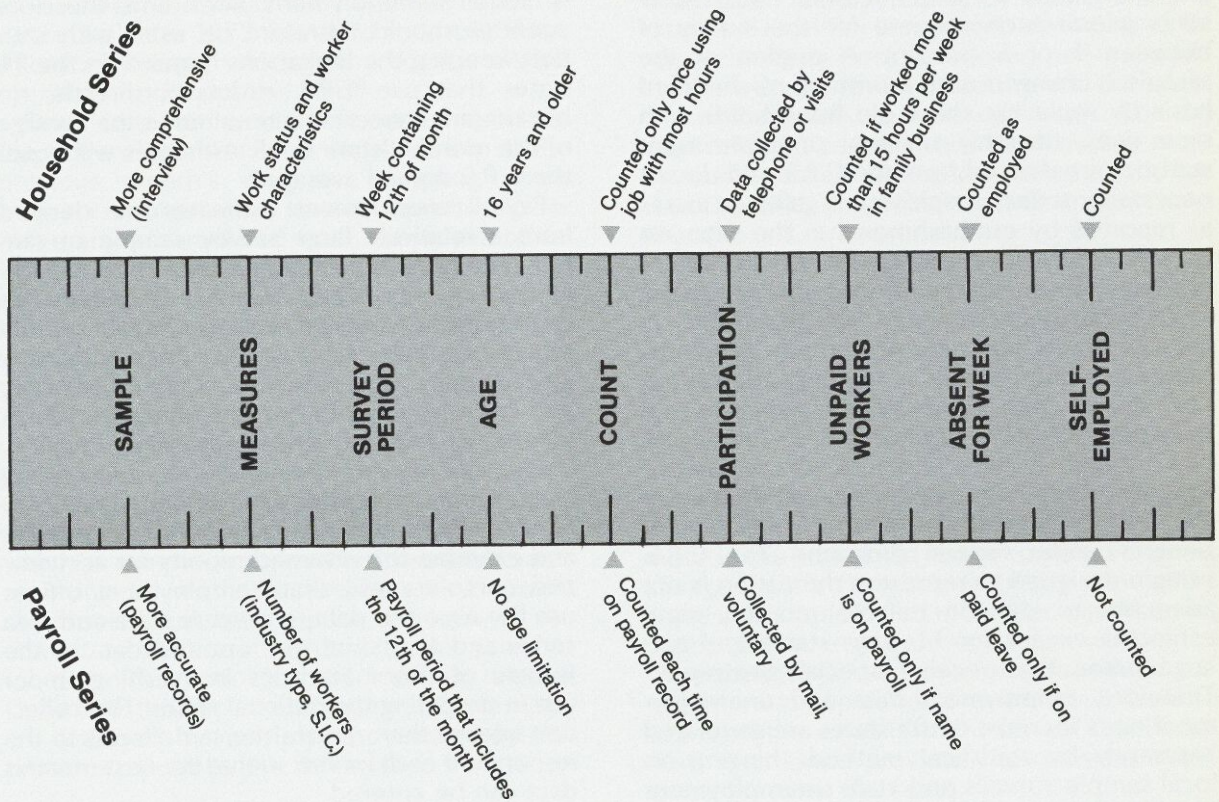 Household Series
More comprehensive
(interview)
Work status and worker
characteristics
Week containing
12th of month
16 years and older
Counted only once using
job with most hours
Data collected by
telephone or visits
Counted if worked more
than 15 hours per week
in family business
Counted as
employed
Counted
SAMPLE
MEASURES
SURVEY
PERIOD
AGE
COUNT
PARTICIPATION
UNPAID
WORKERS
ABSENT
FOR WEEK
SELF-
EMPLOYED
Payroll Series
More accurate
(payroll records)
Number of workers
(industry type, S.I.C.)
Payroll period that includes
the 12th of the month
No age limitation
Counted each time
on payroll record
Collected by mail,
voluntary
Counted only if name
is on payroll
Counted only if on
paid leave
Not counted